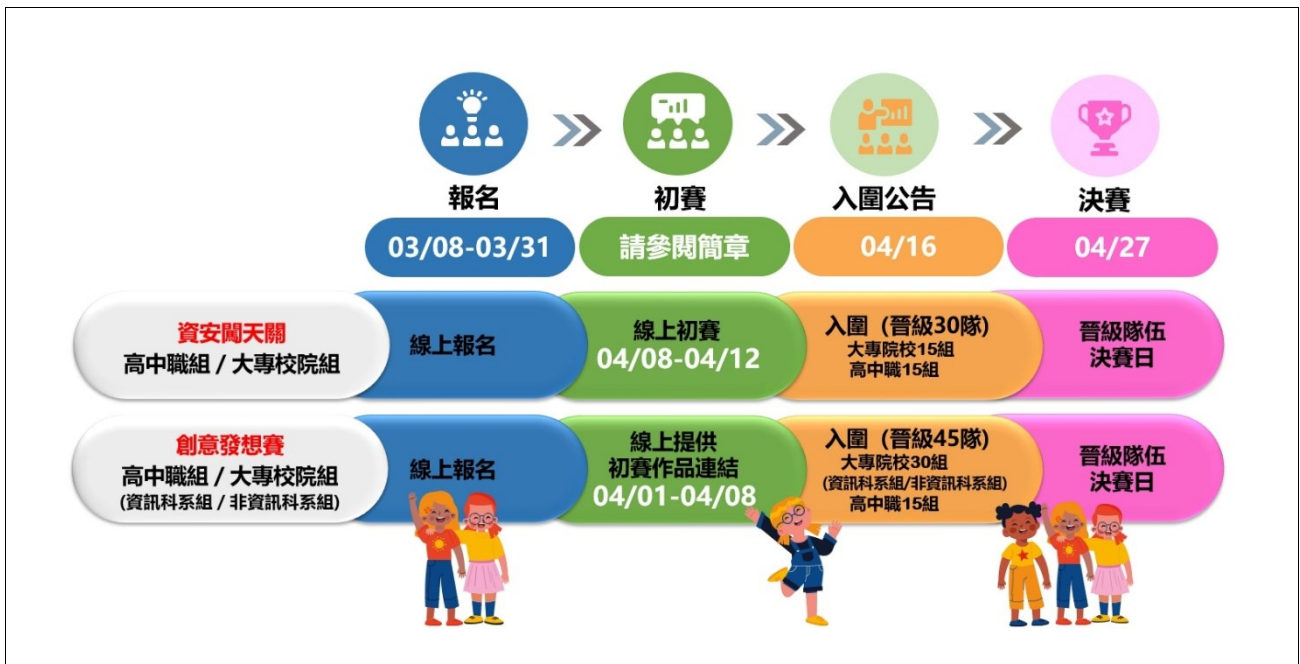 報名
初賽
入圍公告
決賽
03/08-03/31
請參閱簡章
04/16
04/27
資安闖天關
高中職組 / 大專校院組
線上報名
線上初賽
04/08-04/12
入圍（晉級30隊）
大專院校15組
高中職15組
晉級隊伍
決賽日
創意發想賽
高中職組 / 大專校院組
(資訊科系組 / 非資訊科系組)
線上報名
線上提供
初賽作品連結
04/01-04/08
入圍（晉級45隊）
大專院校30組
(資訊科系組/非資訊科系組)
高中職15組
晉級隊伍
決賽日